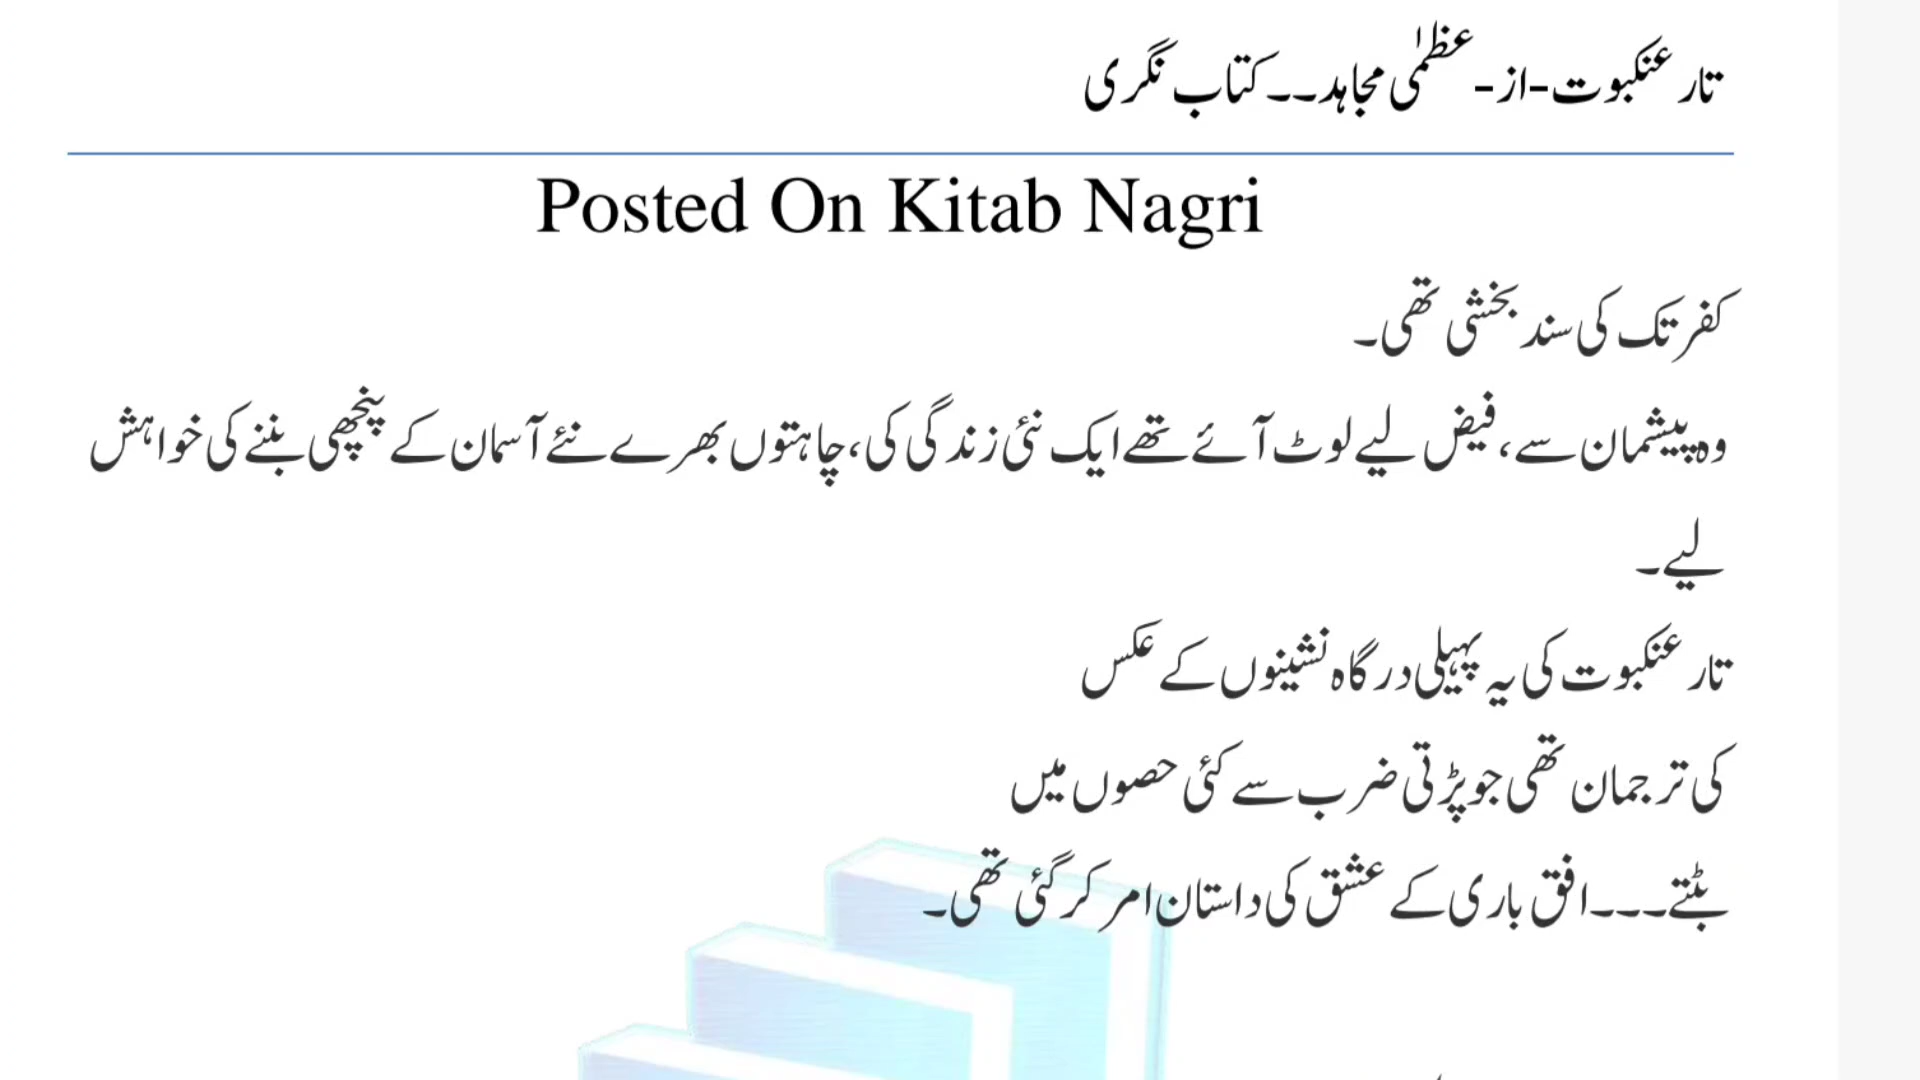 تار عنکبوت-از- عظمٰی مجاہد۔۔کتاب نگری
Posted On Kitab Nagri
کفر تک کی سند بخشی تھی۔
وہ پیشمان سے، فیض لیے لوٹ آئے تھے ایک نئی زندگی کی، چاہتوں بھرے نئے آسمان کے پنچھی بننے کی خواہش
لیے۔
تار عنکبوت کی یہ پہیلی درگاہ نشینوں کے عکس
کی ترجمان تھی جو پڑتی ضرب سے کئی حصوں میں
بٹتے۔۔۔افق باری کے عشق کی داستان امر کر گئی تھی۔